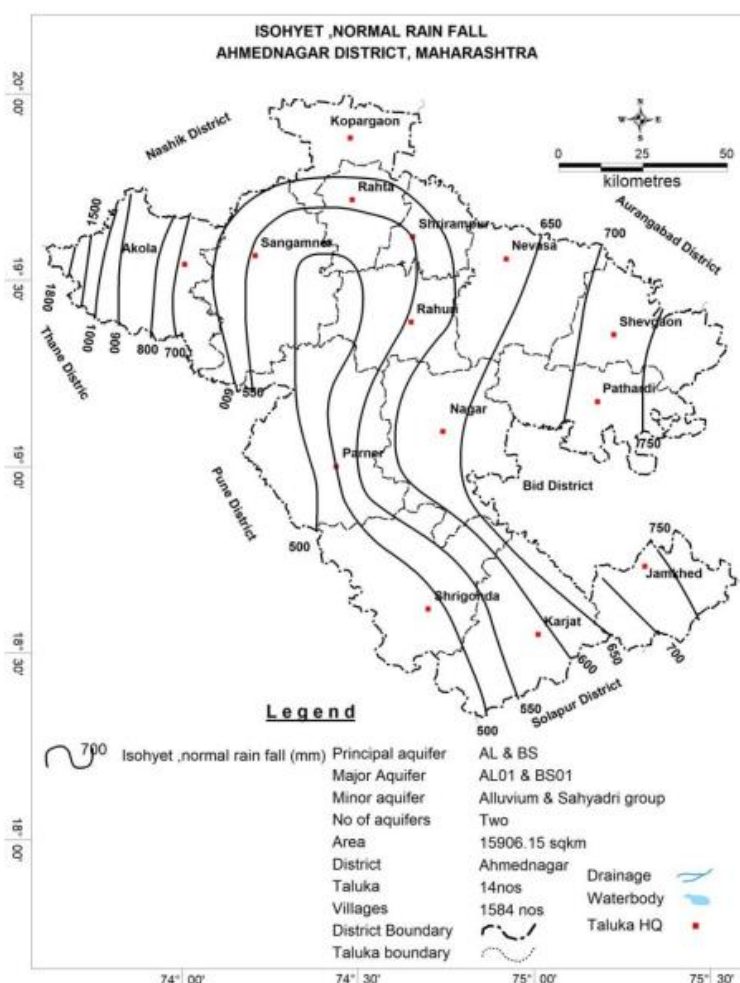 ISOHYET ,NORMAL RAIN FALL
AHMEDNAGAR DISTRICT, MAHARASHTRA
20° 00'
Nashik District
Kopargaon
W N E S
0 25 50
kilometres
Rahta
Shrirampur
Aurangabad District
1500
Akola
Sangamner
Nevasa
650
700
19° 30'
1800
1000
900
800
700
Rahuri
Shevgaon
Thane Distric
600
550
Pathardi
Nagar
750
19° 00'
Parner
Pune District
Bid District
500
750
Jamkhed
Shrigonda
Karjat
18° 30'
600
650
700
550
500
Solapur District
Legend
700 Isohyet ,normal rain fall (mm)
Principal aquifer AL & BS
Major Aquifer AL01 & BS01
Minor aquifer Alluvium & Sahyadri group
No of aquifers Two
Area 15906.15 sqkm
District Ahmednagar
Taluka 14nos
Villages 1584 nos
District Boundary
Taluka boundary
Drainage
Waterbody
Taluka HQ
18° 00'
74° 00' 74° 30' 75° 00' 75° 30'